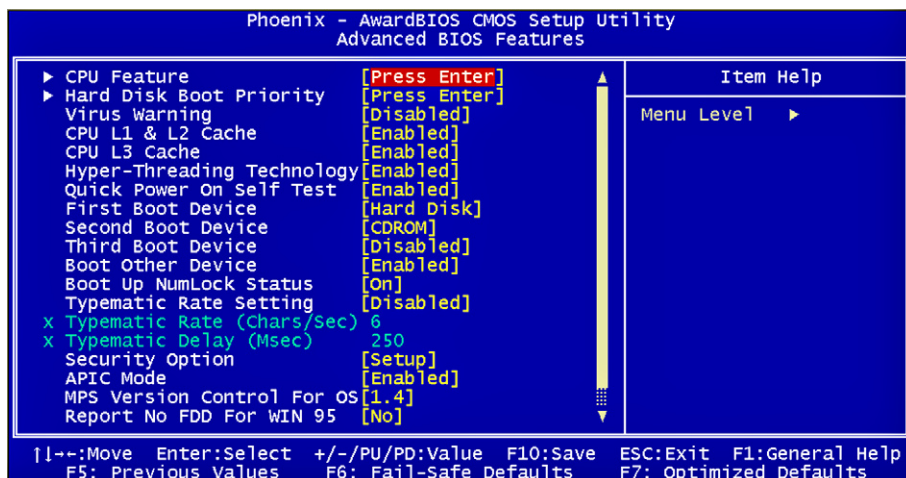 Phoenix - AwardBIOS CMOS Setup Utility
Advanced BIOS Features
▶ CPU Feature [Press Enter]
▶ Hard Disk Boot Priority [Press Enter]
Virus Warning [Disabled]
CPU L1 & L2 Cache [Enabled]
CPU L3 Cache [Enabled]
Hyper-Threading Technology[Enabled]
Quick Power On Self Test [Enabled]
First Boot Device [Hard Disk]
Second Boot Device [CDROM]
Third Boot Device [Disabled]
Boot Other Device [Enabled]
Boot Up NumLock Status [On]
Typematic Rate Setting [Disabled]
x Typematic Rate (Chars/Sec) 6
x Typematic Delay (Msec) 250
Security Option [Setup]
APIC Mode [Enabled]
MPS Version Control For OS[1.4]
Report No FDD For WIN 95 [No]
Item Help
Menu Level ▶
↑↓→←:Move Enter:Select +/-/PU/PD:Value F10:Save ESC:Exit F1:General Help
F5: Previous Values F6: Fail-Safe Defaults F7: Optimized Defaults